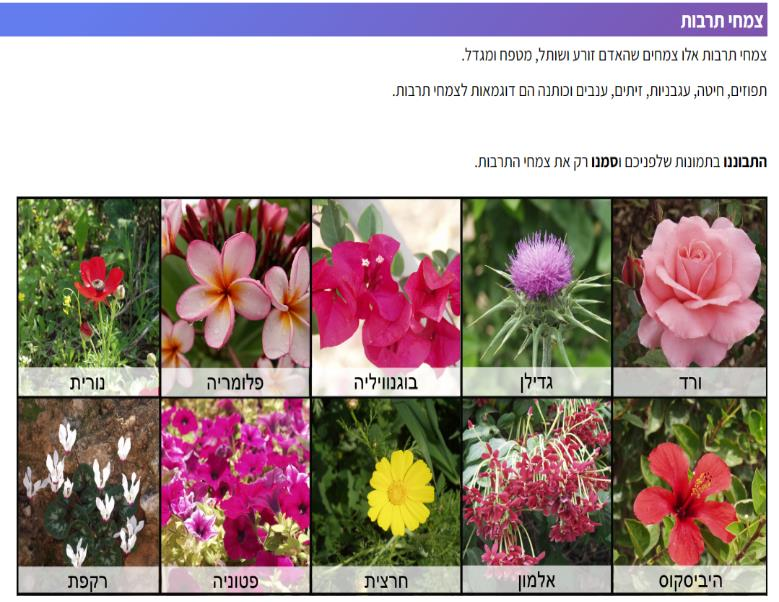 צמחי תרבות
צמחי תרבות אלו צמחים שהאדם זורע ושותל, מטפח ומגדל.
תפוזים, חיטה, עגבניות, זיתים, ענבים וכותנה הם דוגמאות לצמחי תרבות.
התבוננו בתמונות שלפניכם וסמנו רק את צמחי התרבות.
ורד גדילן בוגנוויליה פלומריה נורית
היביסקוס אלמון חרצית פטוניה רקפת